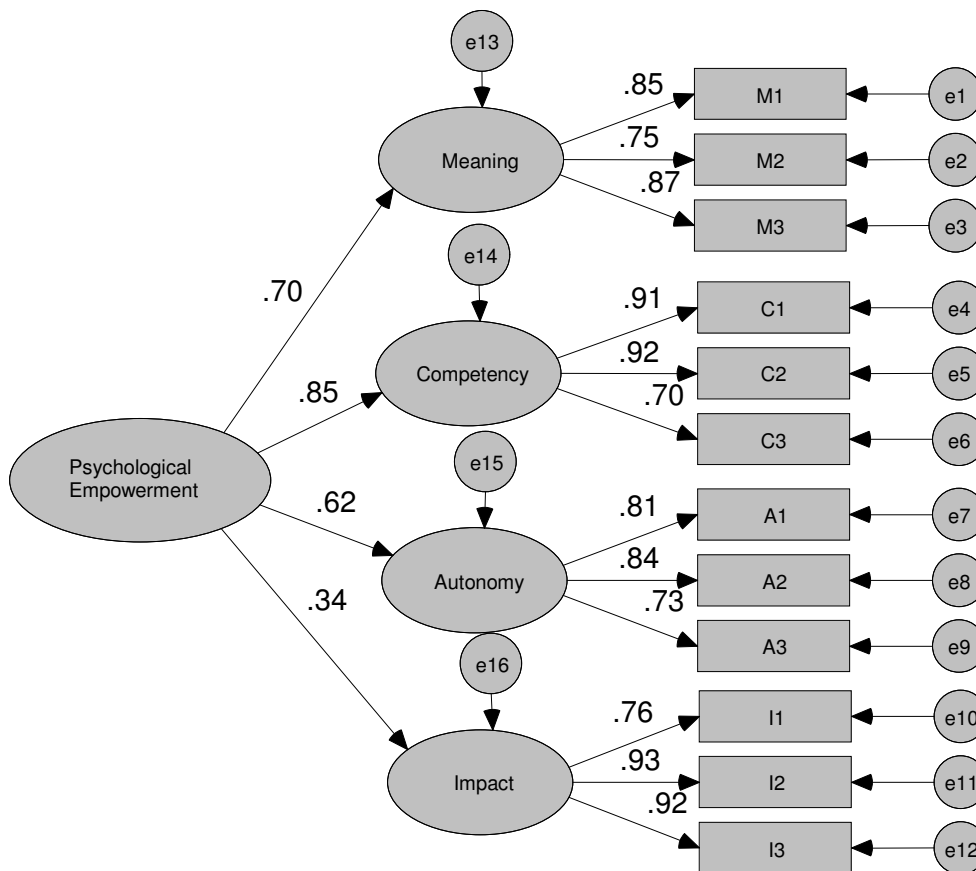 e13
.85
M1
e1
.75
Meaning
M2
e2
.87
M3
e3
e14
.70
.91
C1
e4
.92
Competency
C2
e5
.85
.70
C3
e6
e15
Psychological
Empowerment
.62
.81
A1
e7
.84
Autonomy
A2
e8
.34
.73
A3
e9
e16
.76
I1
e10
.93
Impact
I2
e11
.92
I3
e12